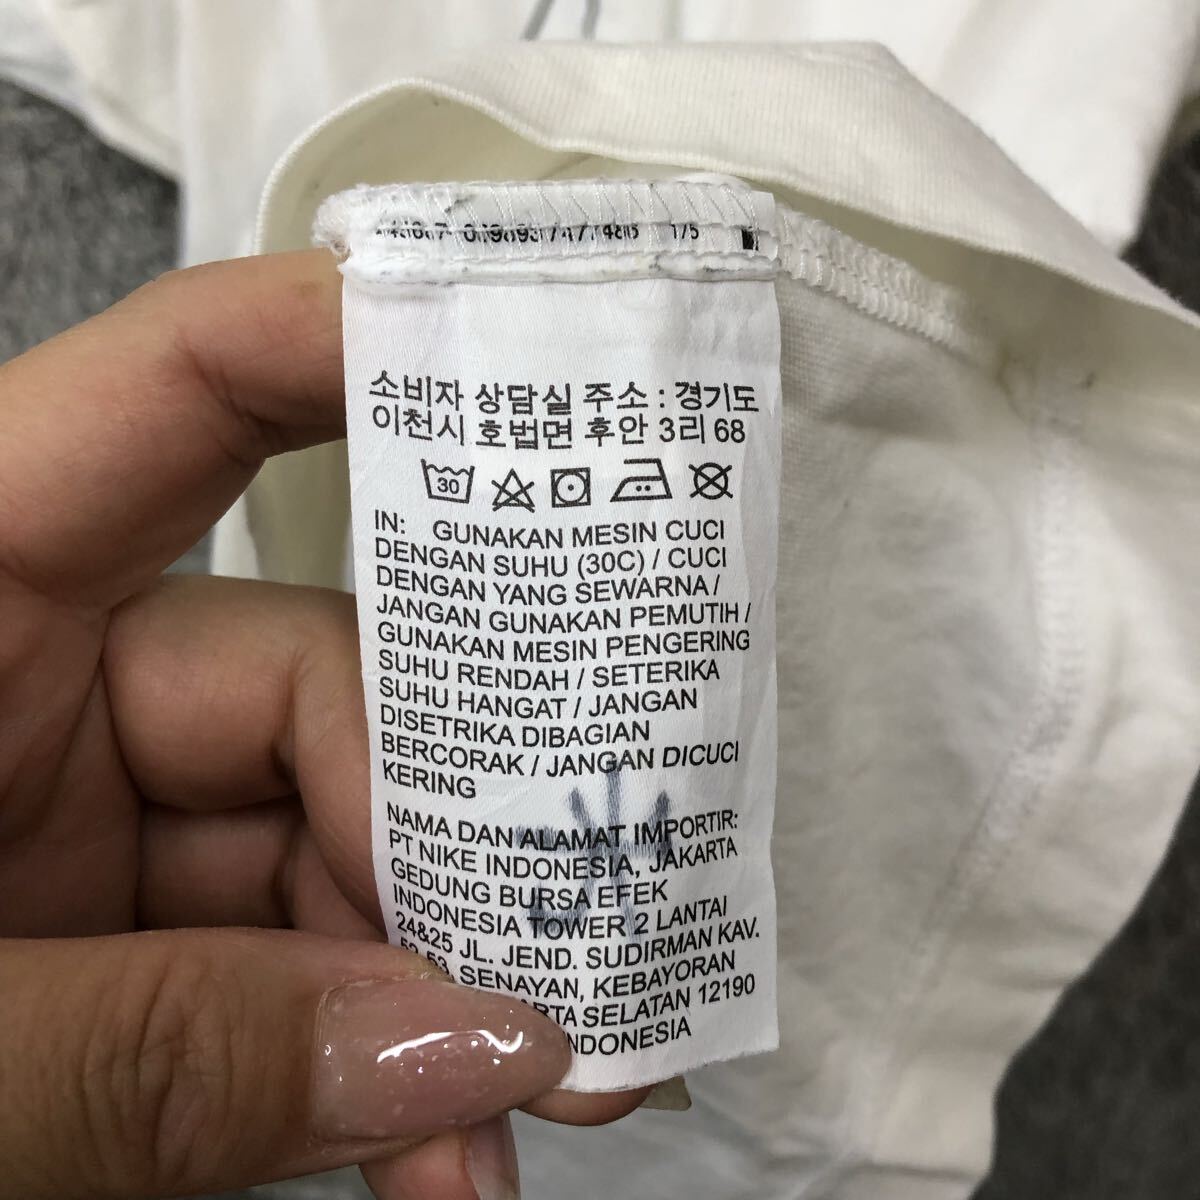 1/5
소비자 상담실 주소 : 경기도
이천시 호법면 후안 3리 68
30
IN: GUNAKAN MESIN CUCI
DENGAN SUHU (30C) / CUCI
DENGAN YANG SEWARNA /
JANGAN GUNAKAN PEMUTIH /
GUNAKAN MESIN PENGERING
SUHU RENDAH / SETERIKA
SUHU HANGAT / JANGAN
DISETRIKA DIBAGIAN
BERCORAK / JANGAN DICUCI
KERING
NAMA DAN ALAMAT IMPORTIR:
PT NIKE INDONESIA, JAKARTA
GEDUNG BURSA EFEK
INDONESIA TOWER 2 LANTAI
24&25 JL. JEND. SUDIRMAN KAV.
SENAYAN, KEBAYORAN
SELATAN 12190
INDONESIA